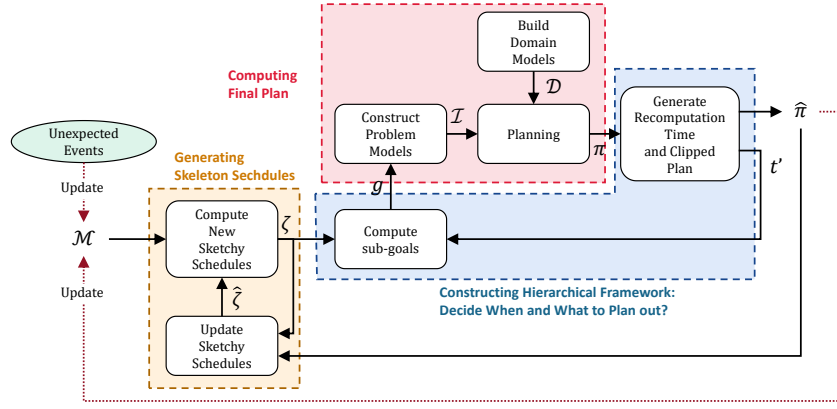 Build
Domain
Models
Computing
Final Plan
𝒟
Construct
Problem
Models
ℐ
Planning
π
Generate
Recomputation
Time
and Clipped
Plan
π̂
t'
Unexpected
Events
Update
ℳ
Update
Generating
Skeleton Sechdules
Compute
New
Sketchy
Schedules
ζ
g
Compute
sub-goals
ζ̂
Update
Sketchy
Schedules
Constructing Hierarchical Framework:
Decide When and What to Plan out?